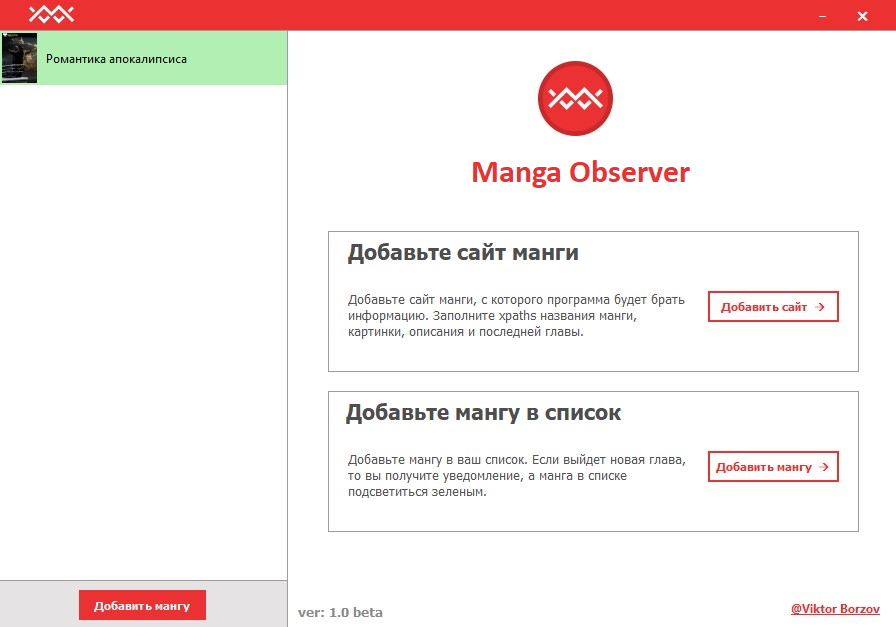 Романтика апокалипсиса
Manga Observer
Добавьте сайт манги
Добавьте сайт манги, с которого программа будет брать
информацию. Заполните xpaths названия манги,
картинки, описания и последней главы.
Добавить сайт →
Добавьте мангу в список
Добавьте мангу в ваш список. Если выйдет новая глава,
то вы получите уведомление, а манга в списке
подсветиться зеленым.
Добавить мангу →
Добавить мангу
ver: 1.0 beta
@Viktor Borzov